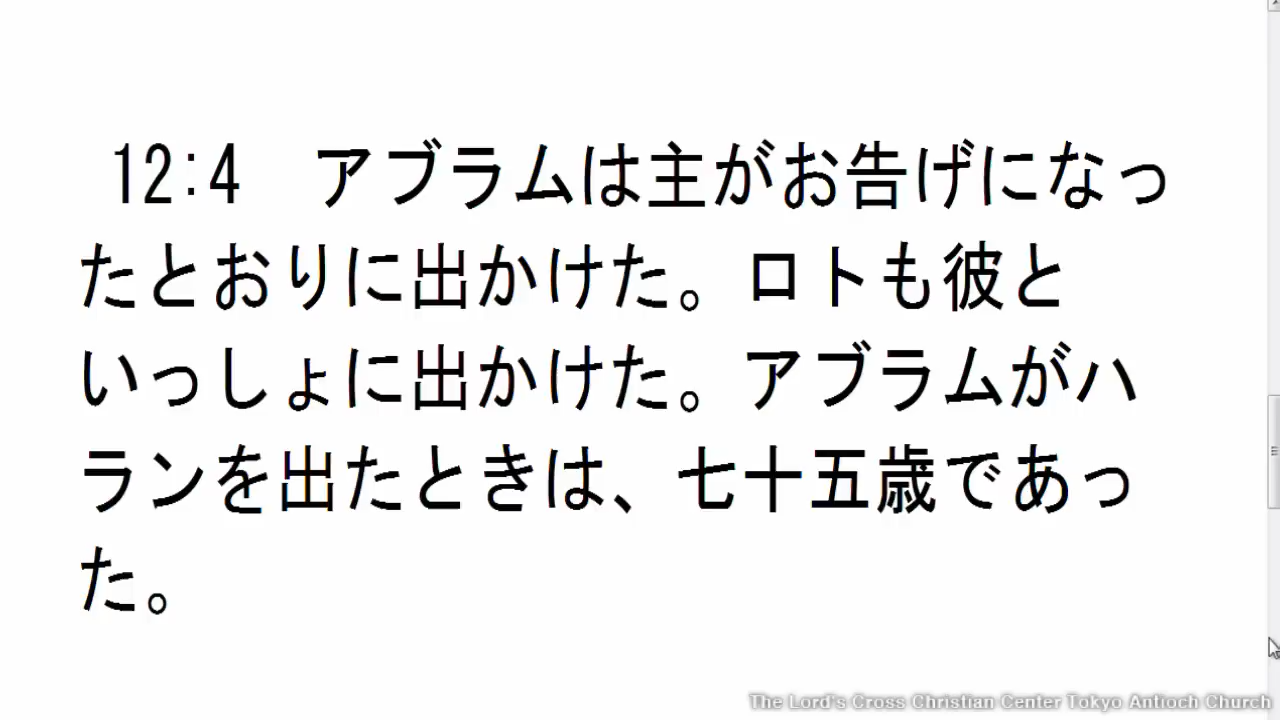 12:4　アブラムは主がお告げになっ
たとおりに出かけた。ロトも彼と
いっしょに出かけた。アブラムがハ
ランを出たときは、七十五歳であっ
た。
The Lord's Cross Christian Center Tokyo Antioch Church